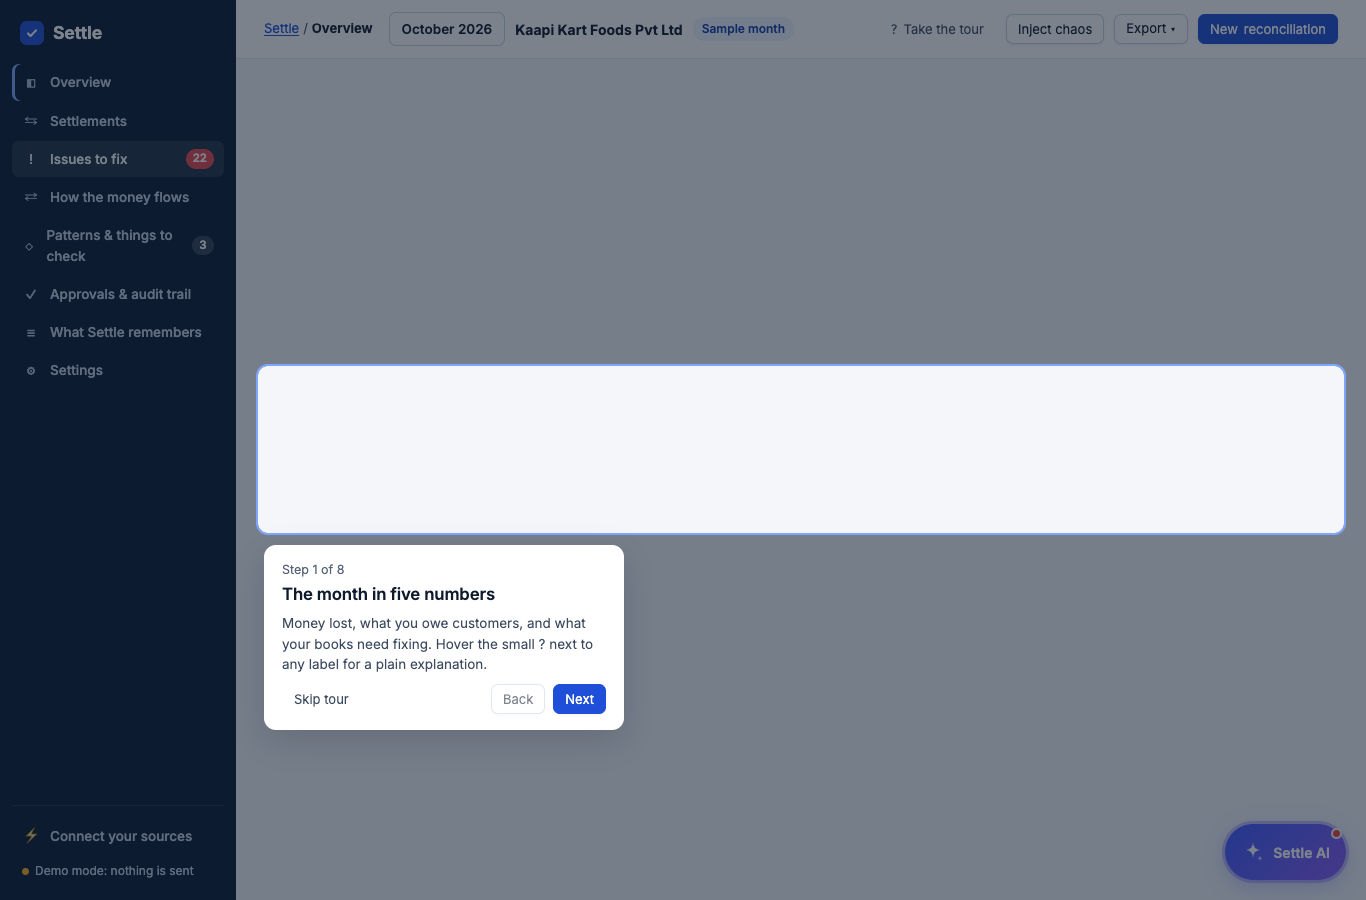 Settle
Overview
Settlements
! Issues to fix 22
How the money flows
Patterns & things to
check
3
Approvals & audit trail
What Settle remembers
Settings
Connect your sources
Demo mode: nothing is sent
Settle / Overview October 2026 Kaapi Kart Foods Pvt Ltd Sample month ? Take the tour Inject chaos Export New reconciliation
Step 1 of 8
The month in five numbers
Money lost, what you owe customers, and what
your books need fixing. Hover the small ? next to
any label for a plain explanation.
Skip tour Back Next
Settle AI